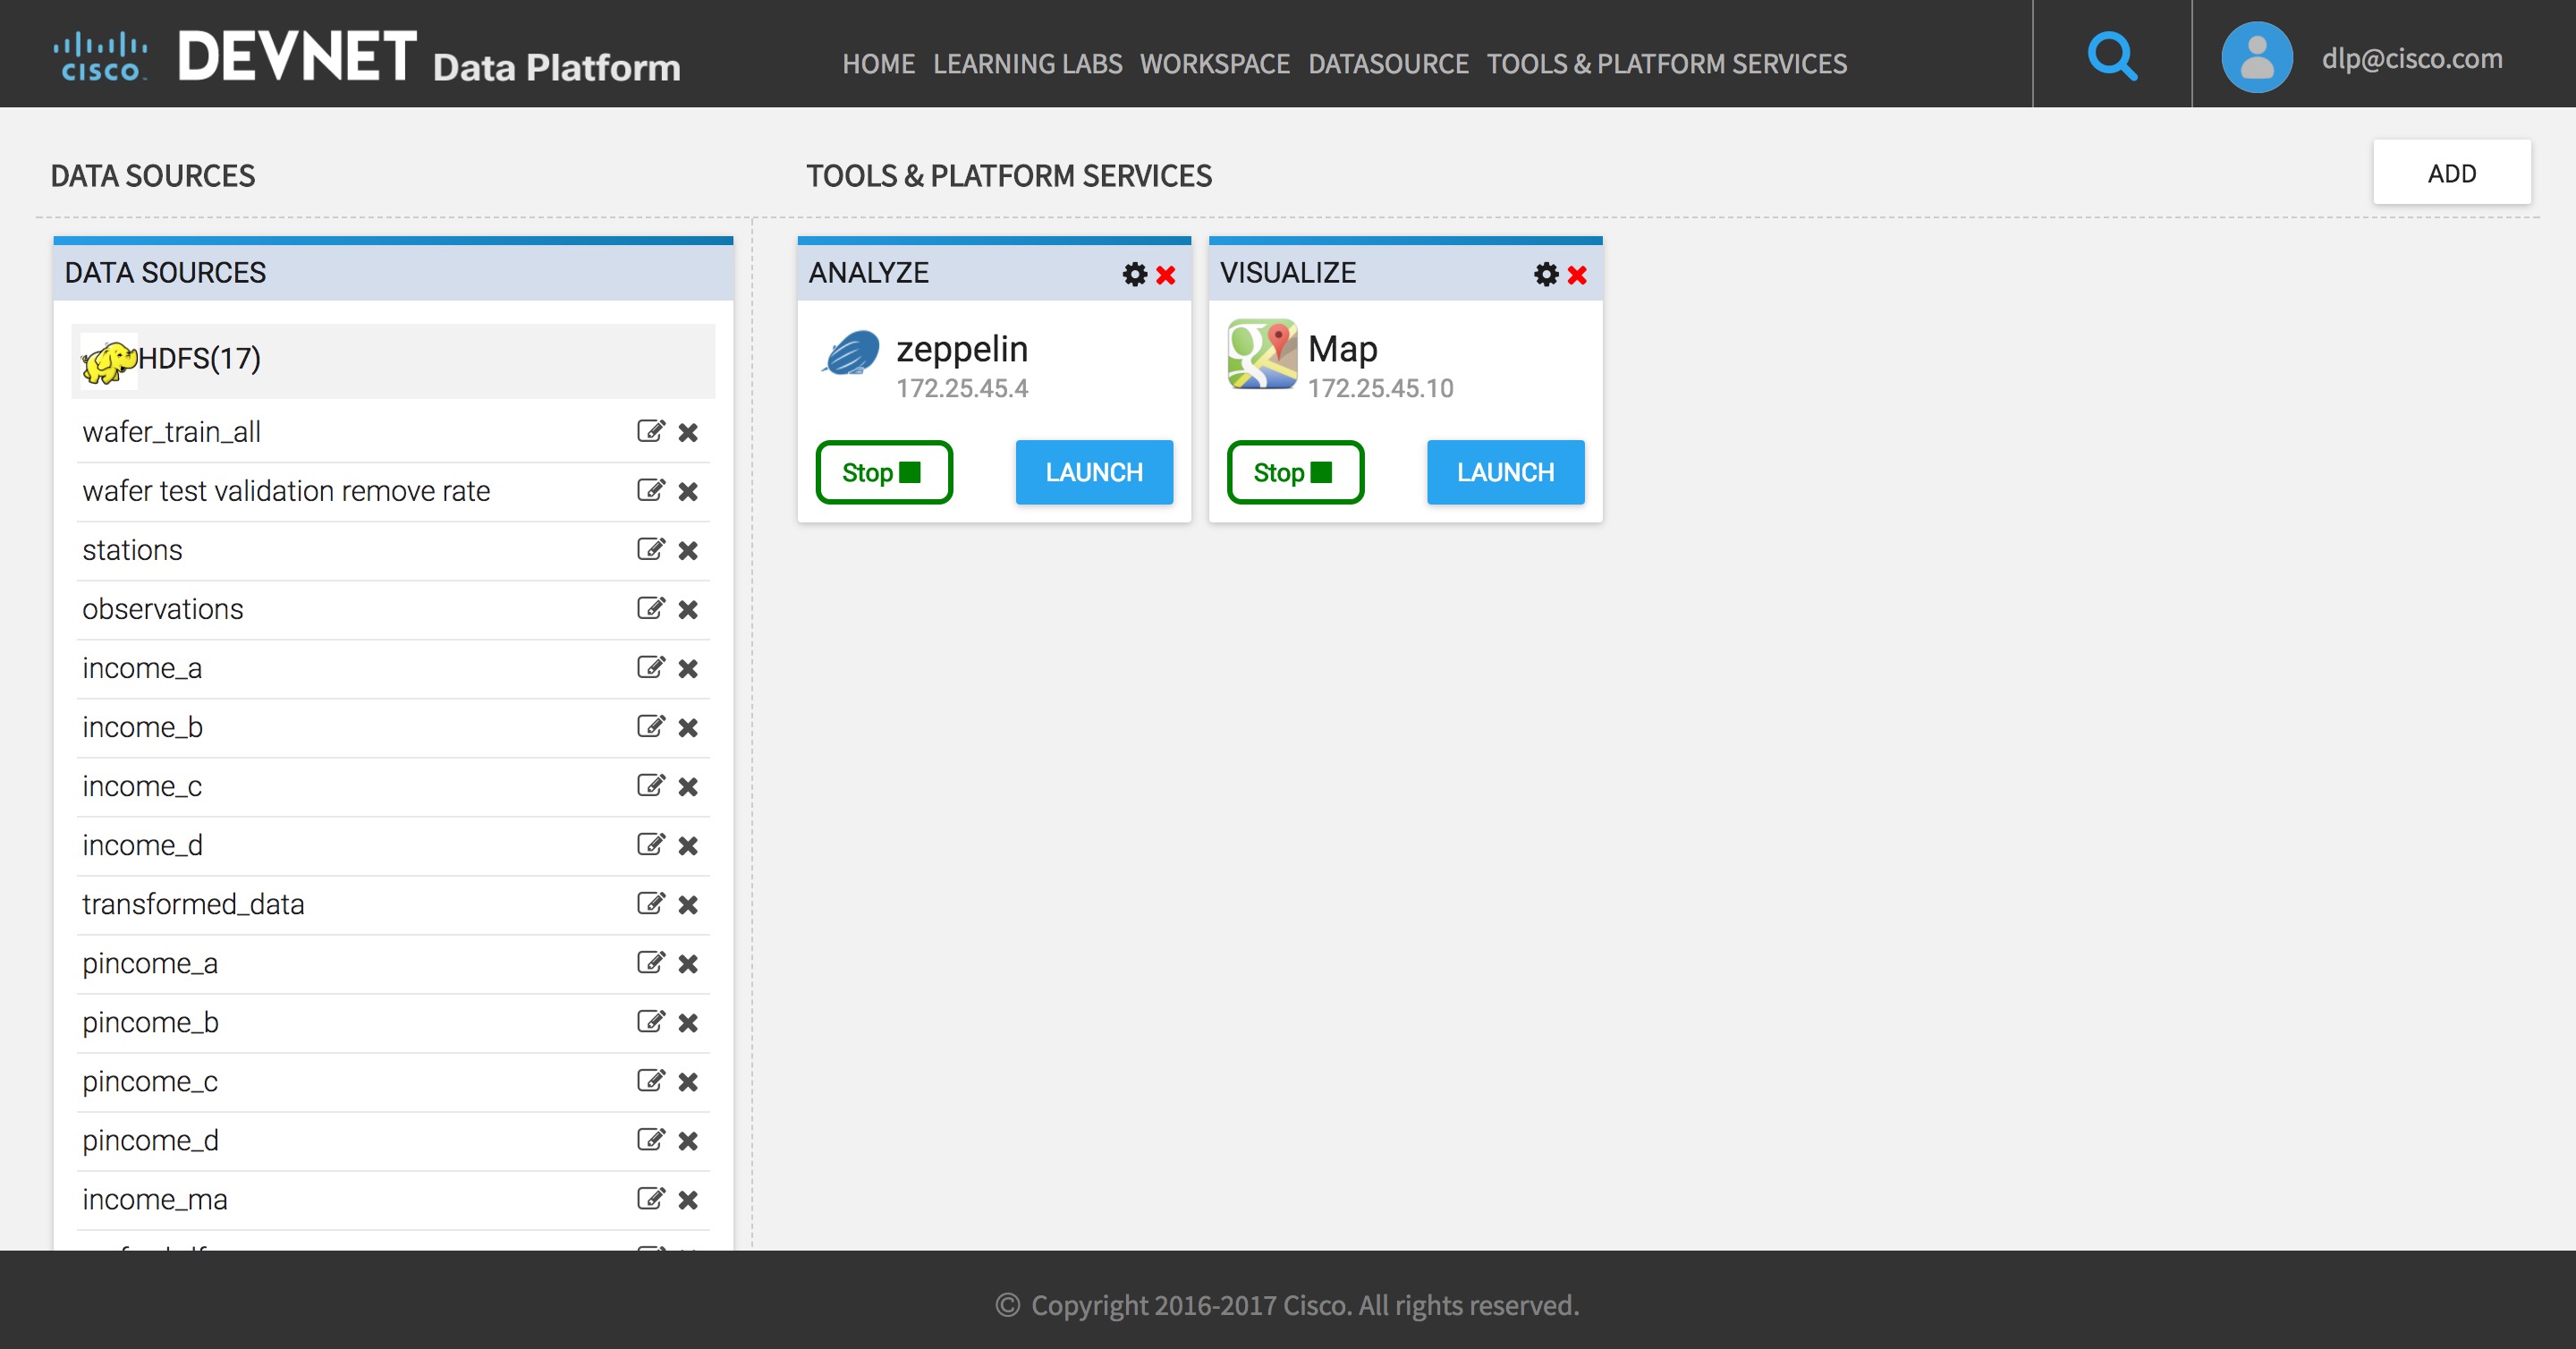 CISCO DEVNET Data Platform
HOME LEARNING LABS WORKSPACE DATASOURCE TOOLS & PLATFORM SERVICES
dlp@cisco.com
DATA SOURCES
TOOLS & PLATFORM SERVICES
ADD
DATA SOURCES
HDFS(17)
wafer_train_all
wafer test validation remove rate
stations
observations
income_a
income_b
income_c
income_d
transformed_data
pincome_a
pincome_b
pincome_c
pincome_d
income_ma
ANALYZE
zeppelin
172.25.45.4
Stop
LAUNCH
VISUALIZE
Map
172.25.45.10
Stop
LAUNCH
© Copyright 2016-2017 Cisco. All rights reserved.